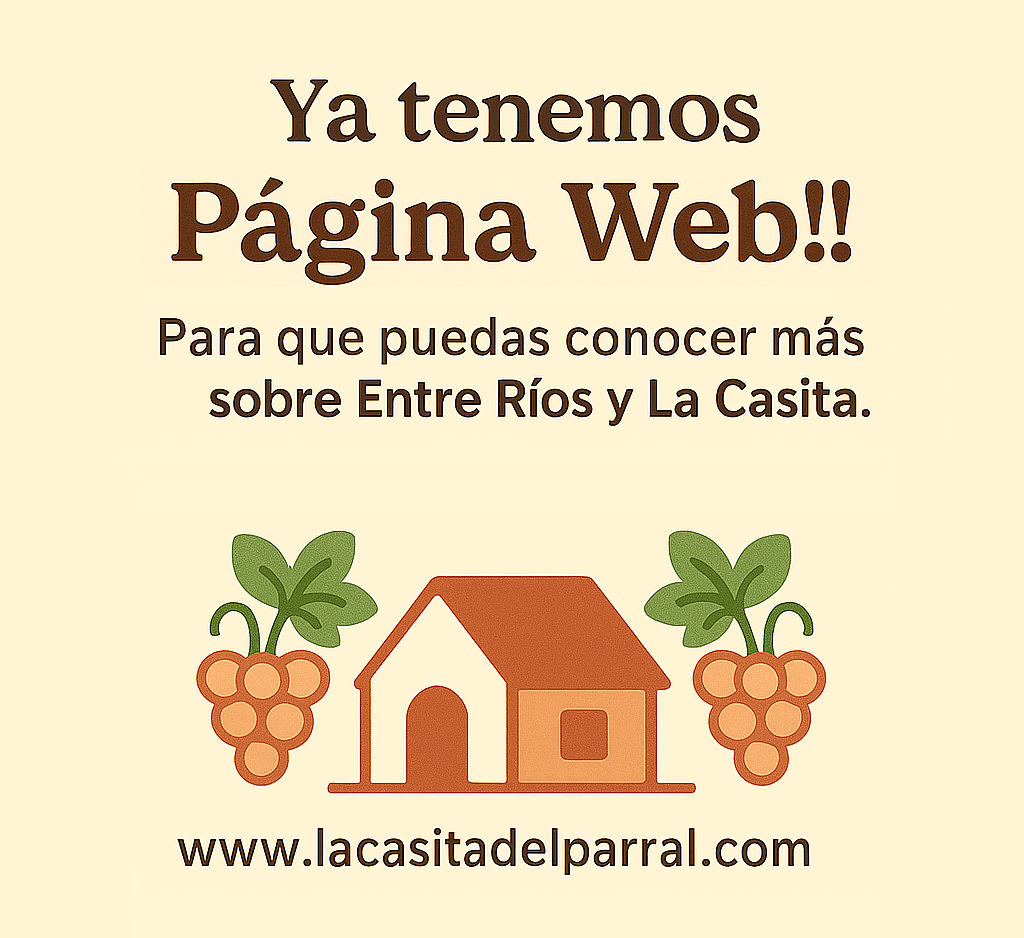 Ya tenemos
Página Web!!
Para que puedas conocer más
sobre Entre Ríos y La Casita.
www.lacasitadelparral.com